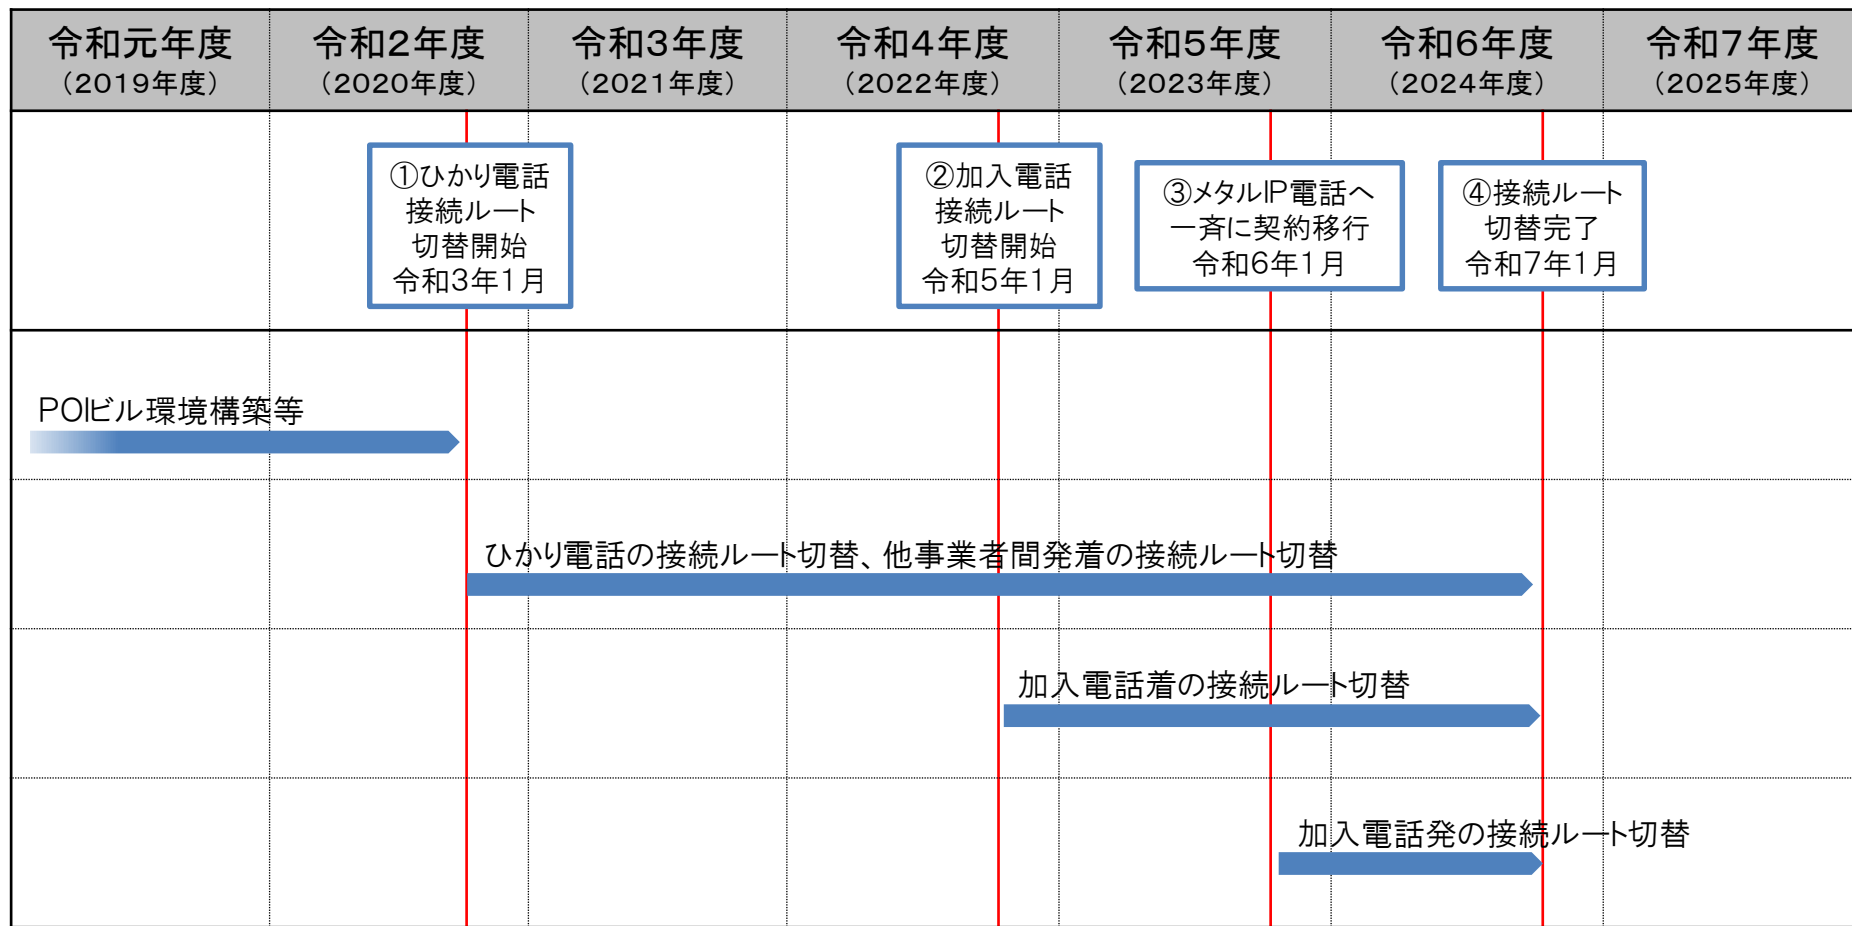 令和元年度
（2019年度）
令和2年度
（2020年度）
令和3年度
（2021年度）
令和4年度
（2022年度）
令和5年度
（2023年度）
令和6年度
（2024年度）
令和7年度
（2025年度）
①ひかり電話
接続ルート
切替開始
令和3年1月
②加入電話
接続ルート
切替開始
令和5年1月
③メタルIP電話へ
一斉に契約移行
令和6年1月
④接続ルート
切替完了
令和7年1月
POIビル環境構築等
ひかり電話の接続ルート切替、他事業者間発着の接続ルート切替
加入電話着の接続ルート切替
加入電話発の接続ルート切替